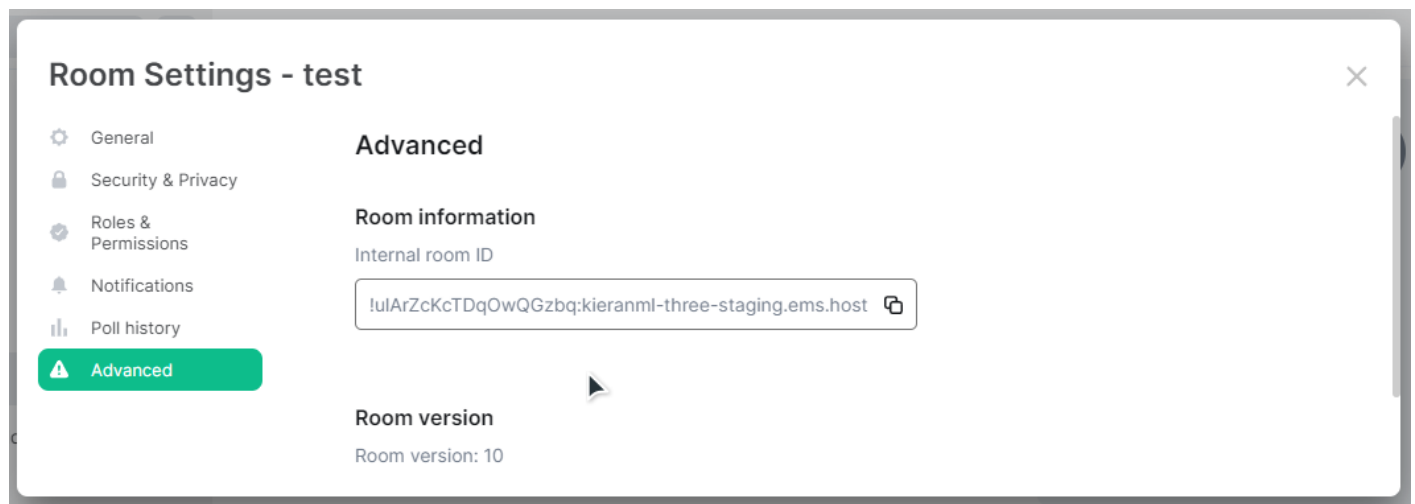 Room Settings - test
General
Security & Privacy
Roles &
Permissions
Notifications
Poll history
Advanced
Advanced
Room information
Internal room ID
!ulArZcKcTDqOwQGzbq:kieranml-three-staging.ems.host
Room version
Room version: 10